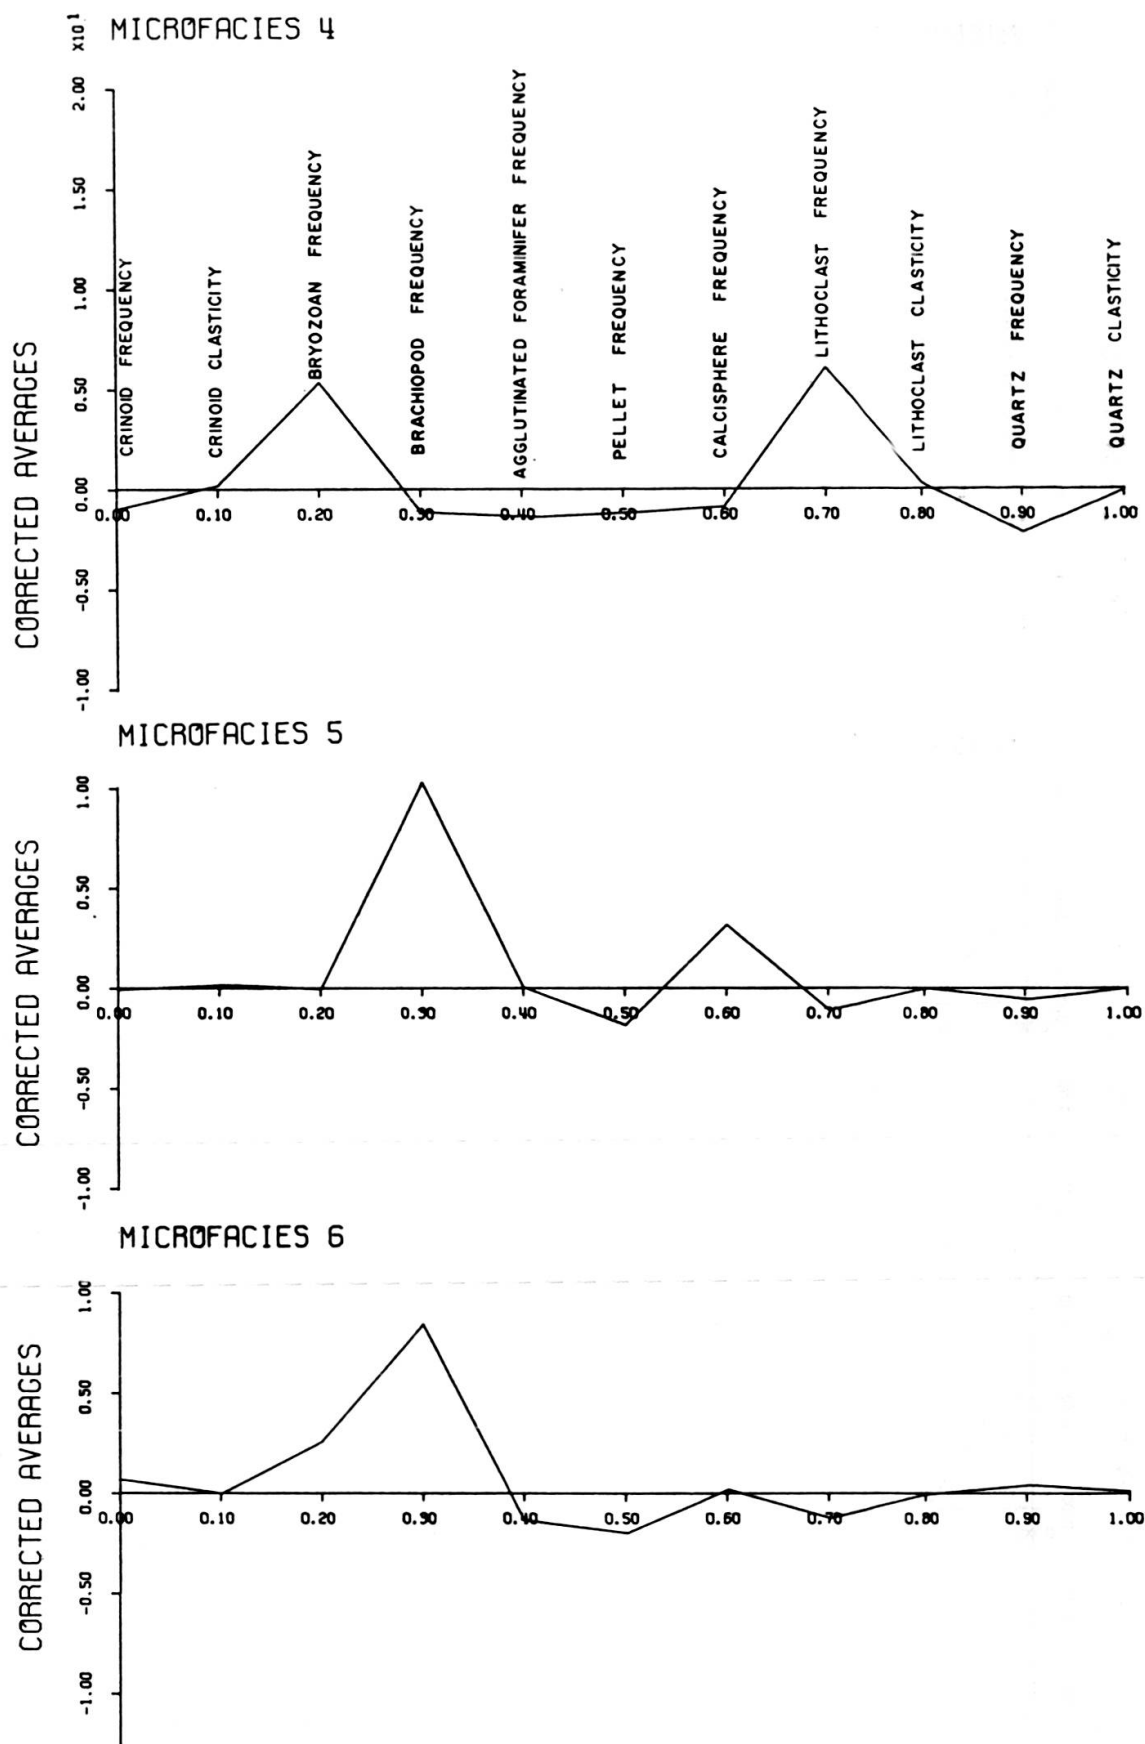 x10¹
MICROFACIES 4
CORRECTED AVERAGES
2.00
1.50
1.00
0.50
0.00
-0.50
-1.00
CRINOID FREQUENCY
CRINOID CLASTICITY
BRYOZOAN FREQUENCY
BRACHIOPOD FREQUENCY
AGGLUTINATED FORAMINIFER FREQUENCY
PELLET FREQUENCY
CALCISPHERE FREQUENCY
LITHOCLAST FREQUENCY
LITHOCLAST CLASTICITY
QUARTZ FREQUENCY
QUARTZ CLASTICITY
0.00 0.10 0.20 0.30 0.40 0.50 0.60 0.70 0.80 0.90 1.00
MICROFACIES 5
CORRECTED AVERAGES
1.00
0.50
0.00
-0.50
-1.00
0.00 0.10 0.20 0.30 0.40 0.50 0.60 0.70 0.80 0.90 1.00
MICROFACIES 6
CORRECTED AVERAGES
1.00
0.50
0.00
-0.50
-1.00
0.00 0.10 0.20 0.30 0.40 0.50 0.60 0.70 0.80 0.90 1.00